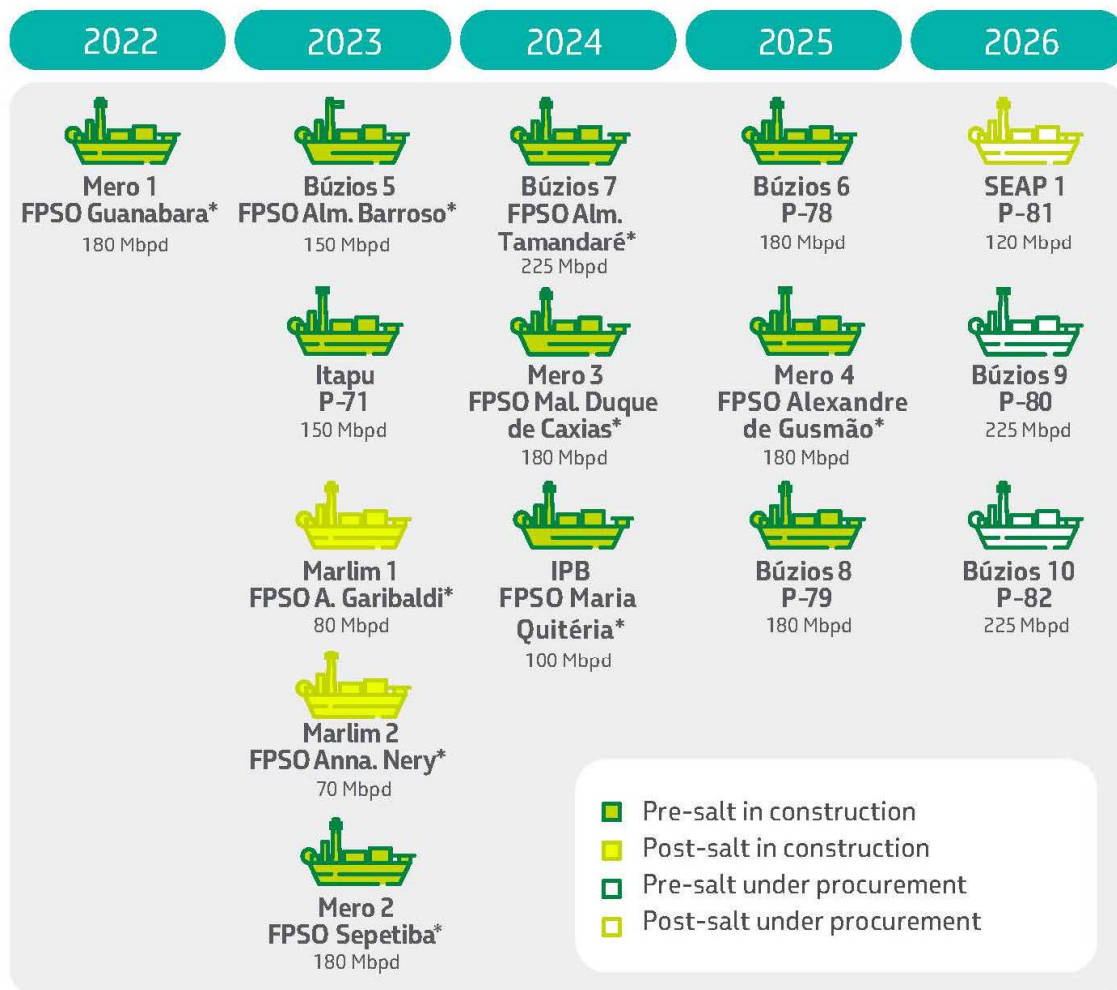 2022
2023
2024
2025
2026
Mero 1
FPSO Guanabara*
180 Mbpd
Búzios 5
FPSO Alm. Barroso*
150 Mbpd
Búzios 7
FPSO Alm.
Tamandaré*
225 Mbpd
Búzios 6
P-78
180 Mbpd
SEAP 1
P-81
120 Mbpd
Itapu
P-71
150 Mbpd
Mero 3
FPSO Mal. Duque
de Caxias*
180 Mbpd
Mero 4
FPSO Alexandre
de Gusmão*
180 Mbpd
Búzios 9
P-80
225 Mbpd
Marlim 1
FPSO A. Garibaldi*
80 Mbpd
IPB
FPSO Maria
Quitéria*
100 Mbpd
Búzios 8
P-79
180 Mbpd
Búzios 10
P-82
225 Mbpd
Marlim 2
FPSO Anna. Nery*
70 Mbpd
Mero 2
FPSO Sepetiba*
180 Mbpd
Pre-salt in construction
Post-salt in construction
Pre-salt under procurement
Post-salt under procurement